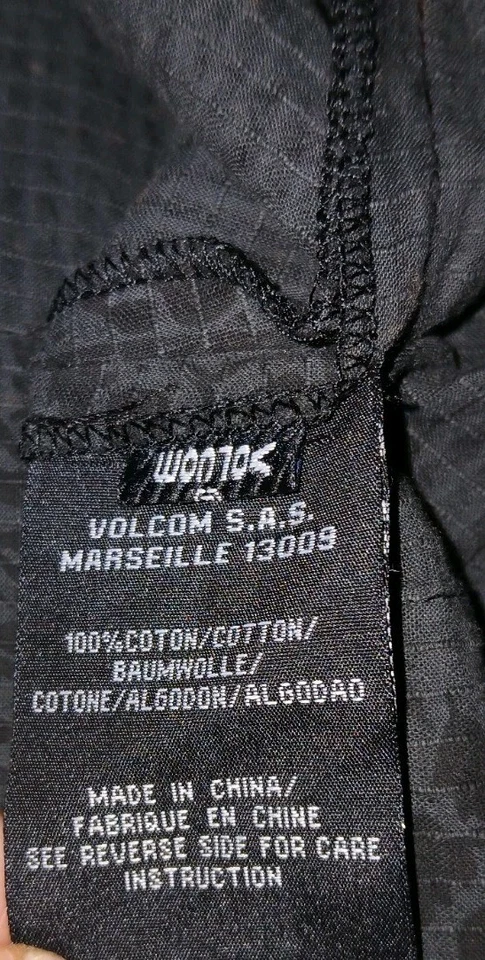 VOLCOM
VOLCOM S.A.S.
MARSEILLE 13009
100%COTON/COTTON/
BAUMWOLLE/
COTONE/ALGODON/ALGODAO
MADE IN CHINA/
FABRIQUE EN CHINE
SEE REVERSE SIDE FOR CARE
INSTRUCTION